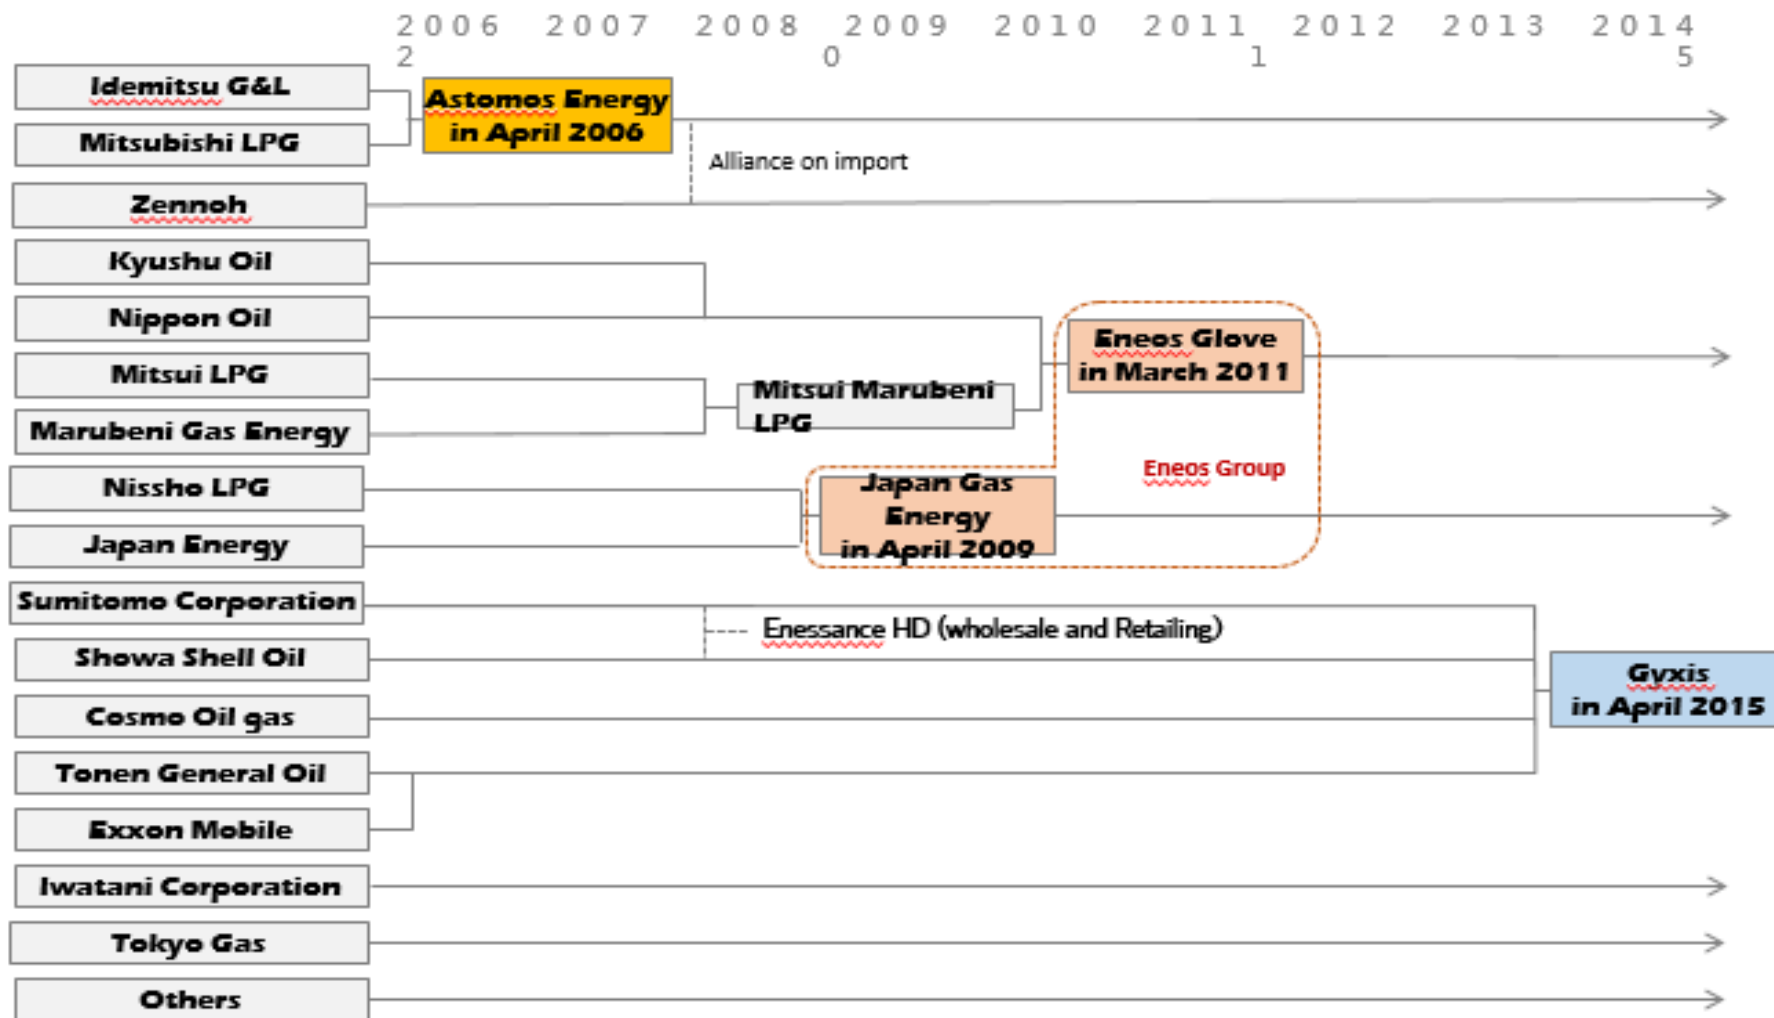 2006 2007 2008 2009 2010 2011 2012 2013 2014
2 0 1 5
Idemitsu G&L
Mitsubishi LPG
Astomos Energy
in April 2006
Alliance on import
Zennoh
Kyushu Oil
Nippon Oil
Mitsui LPG
Marubeni Gas Energy
Mitsui Marubeni
LPG
Eneos Glove
in March 2011
Eneos Group
Nissho LPG
Japan Energy
Japan Gas
Energy
in April 2009
Sumitomo Corporation
Enessance HD (wholesale and Retailing)
Showa Shell Oil
Cosmo Oil gas
Tonen General Oil
Exxon Mobile
Gyxis
in April 2015
Iwatani Corporation
Tokyo Gas
Others